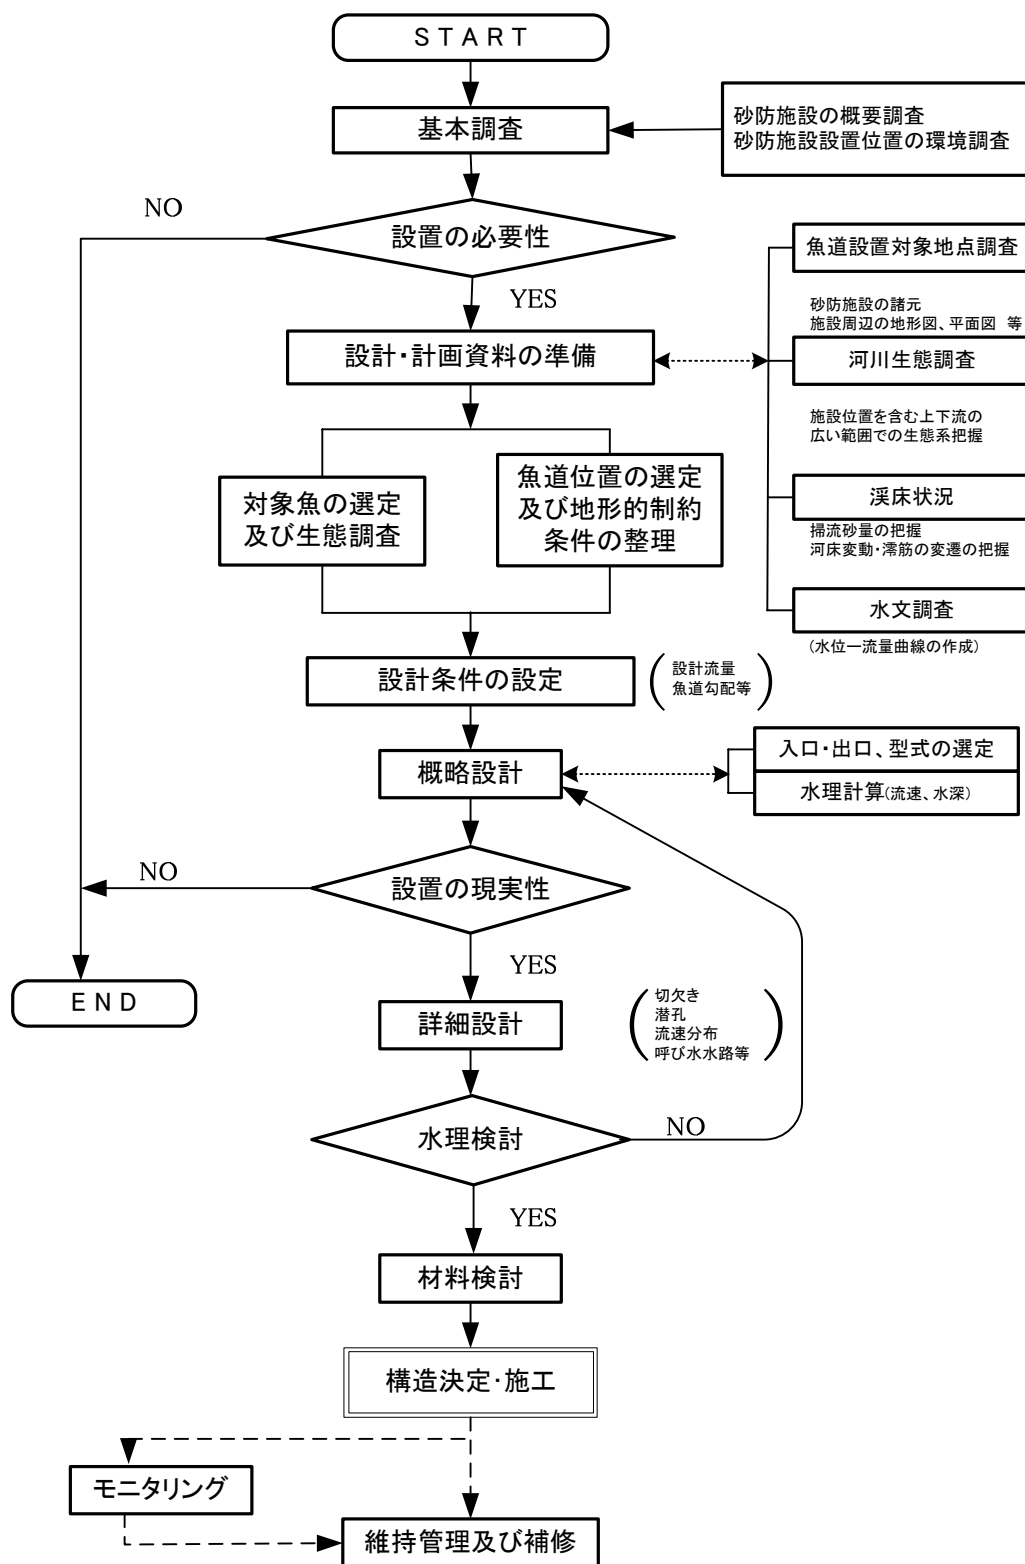 START
基本調査
砂防施設の概要調査
砂防施設設置位置の環境調査
NO
設置の必要性
YES
魚道設置対象地点調査
砂防施設の諸元
施設周辺の地形図、平面図 等
設計・計画資料の準備
河川生態調査
施設位置を含む上下流の
広い範囲での生態系把握
対象魚の選定
及び生態調査
魚道位置の選定
及び地形的制約
条件の整理
渓床状況
掃流砂量の把握
河床変動・澪筋の変遷の把握
水文調査
(水位ー流量曲線の作成)
設計条件の設定
設計流量
魚道勾配等
概略設計
入口・出口、型式の選定
水理計算(流速、水深)
設置の現実性
NO
YES
END
詳細設計
切欠き
潜孔
流速分布
呼び水水路等
水理検討
NO
YES
材料検討
構造決定・施工
モニタリング
維持管理及び補修